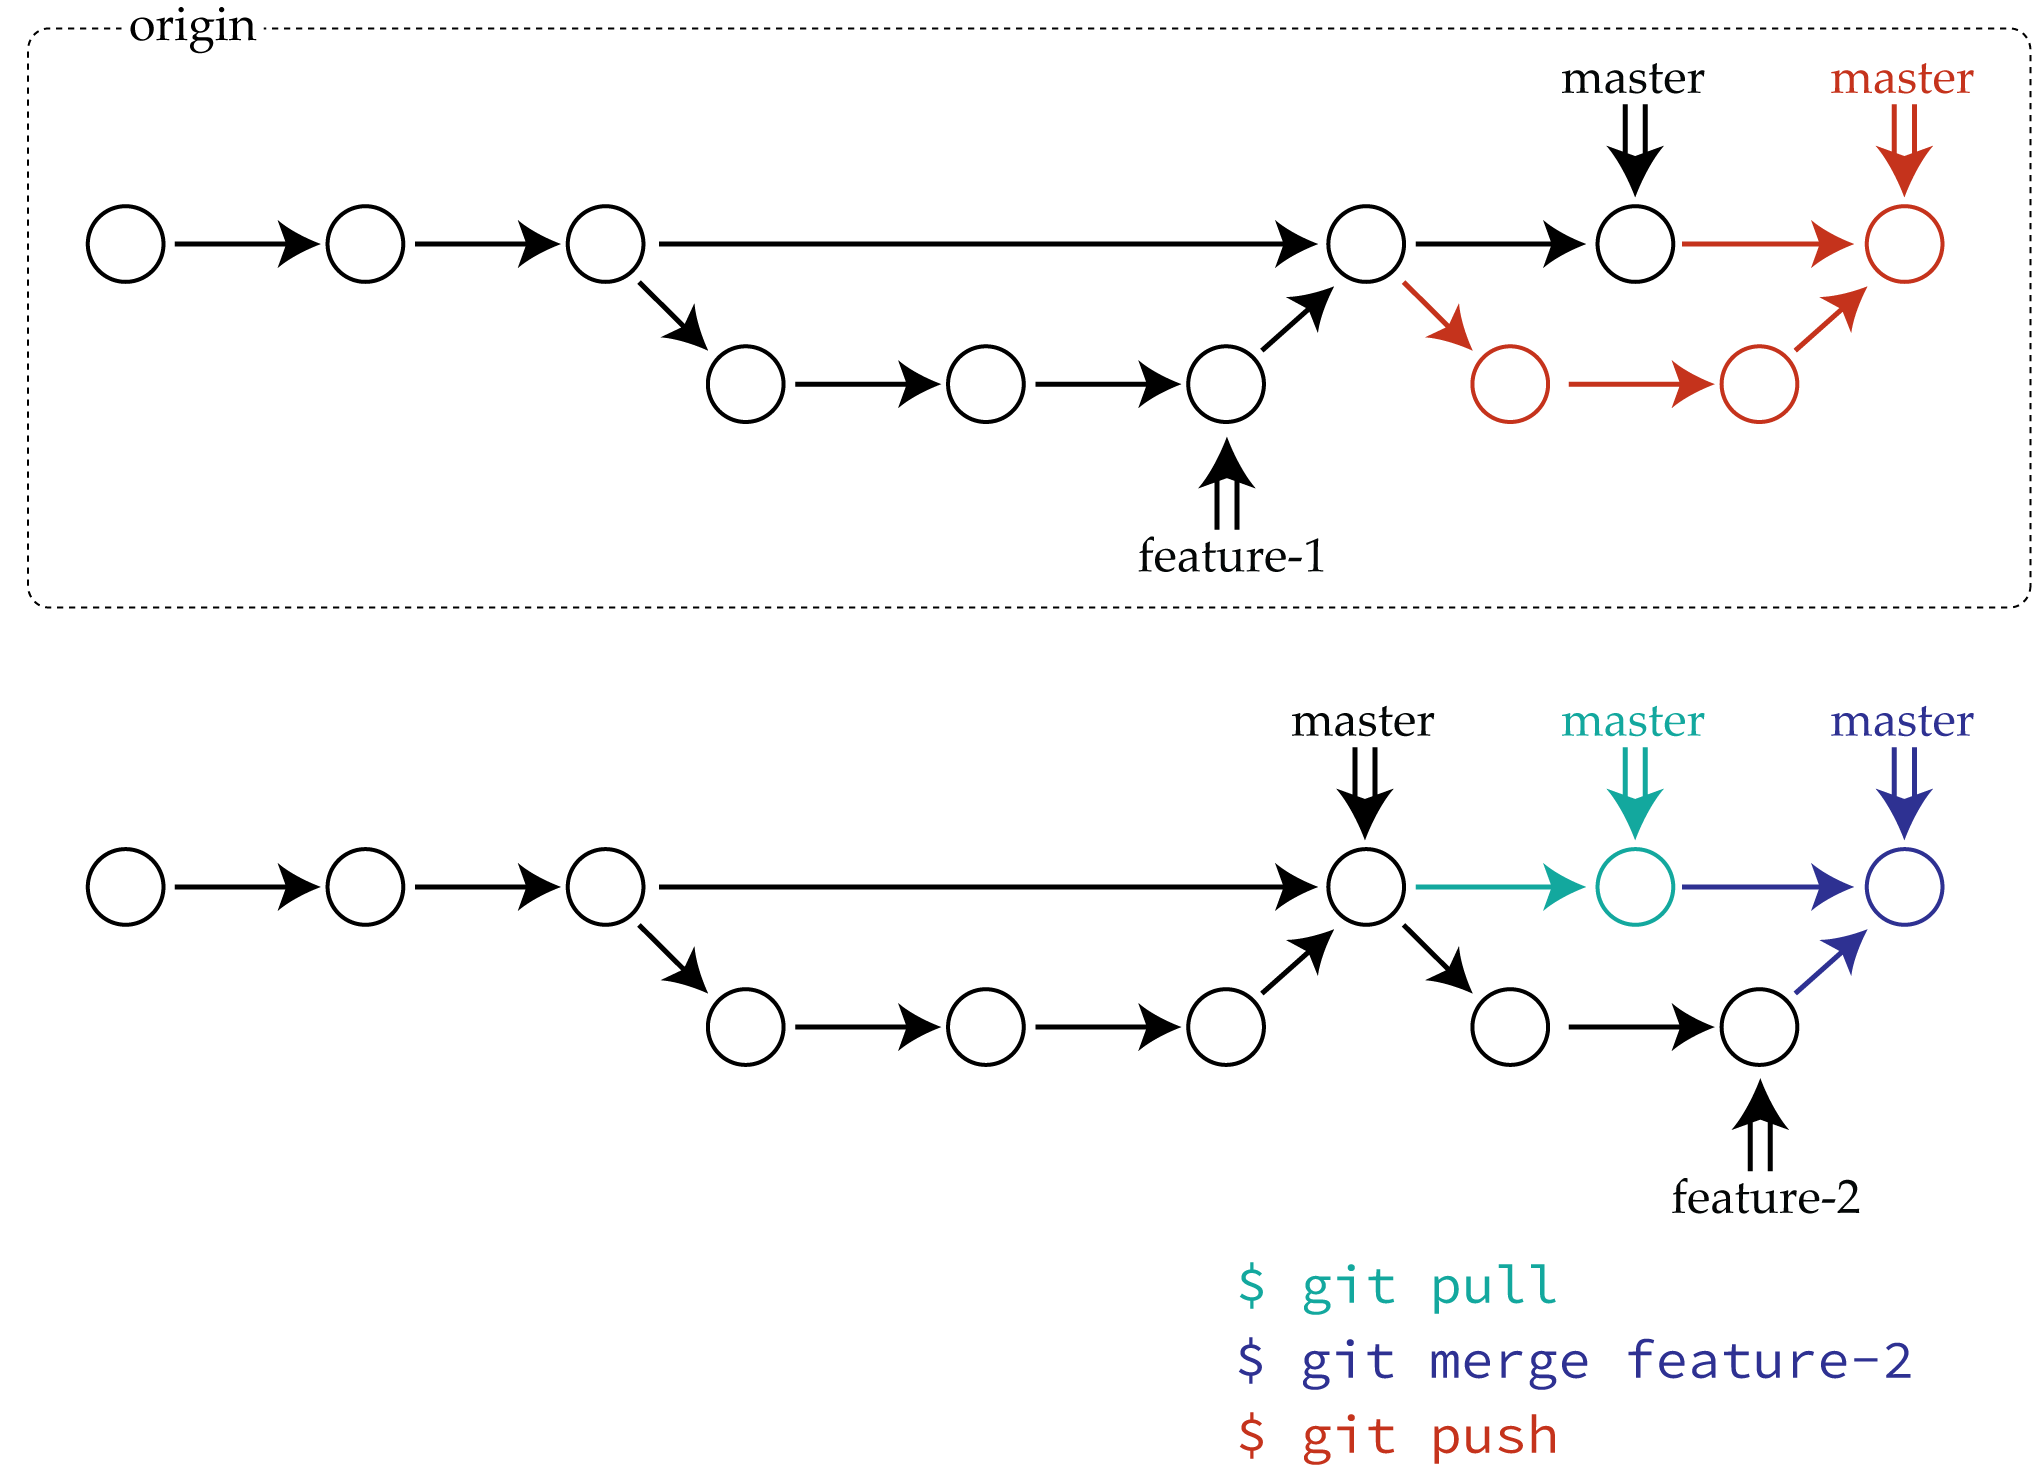 origin
master master
feature-1
master master master
feature-2
$ git pull
$ git merge feature-2
$ git push